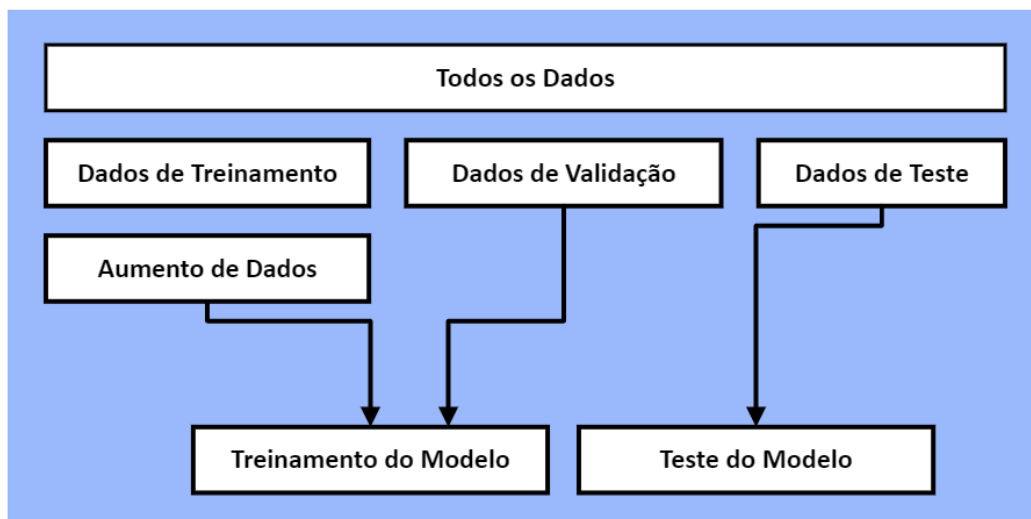 Todos os Dados
Dados de Treinamento
Dados de Validação
Dados de Teste
Aumento de Dados
Treinamento do Modelo
Teste do Modelo